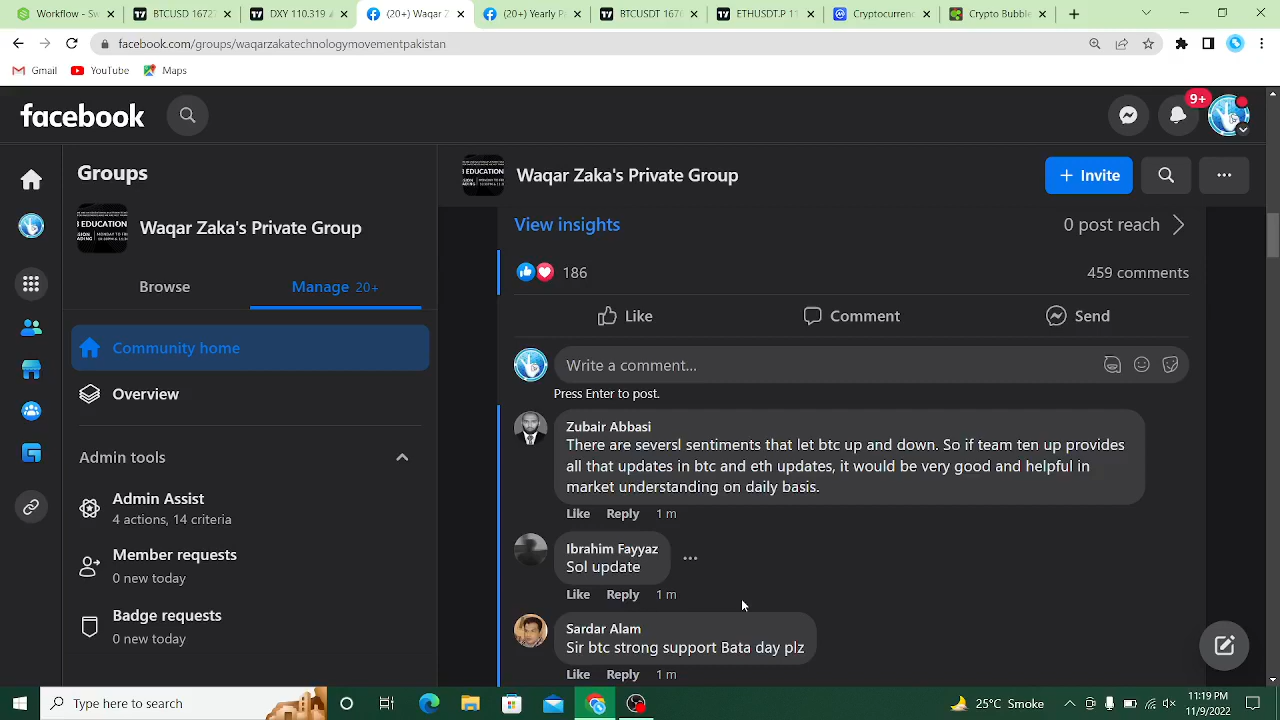 Workflow - Sw
BTCUSD 1672
DXY 110.319
(20+) Waqar Z
(20+) Yearly Pa
BTCUSDT 1670
ETHUSDT.P 11
Cryptocurrenc
Crypto Bubble
facebook.com/groups/waqarzakatechnologymovementpakistan
Gmail
YouTube
Maps
facebook
9+
Groups
Waqar Zaka's Private Group
Invite
B EDUCATION
Waqar Zaka's Private Group
Browse
Manage 20+
Community home
Overview
Admin tools
Admin Assist
4 actions, 14 criteria
Member requests
0 new today
Badge requests
0 new today
View insights
0 post reach
186
459 comments
Like
Comment
Send
Write a comment...
Press Enter to post.
Zubair Abbasi
There are seversl sentiments that let btc up and down. So if team ten up provides
all that updates in btc and eth updates, it would be very good and helpful in
market understanding on daily basis.
Like Reply 1 m
Ibrahim Fayyaz
Sol update
Like Reply 1 m
Sardar Alam
Sir btc strong support Bata day plz
Like Reply 1 m
Type here to search
25°C Smoke
11:19 PM
11/9/2022